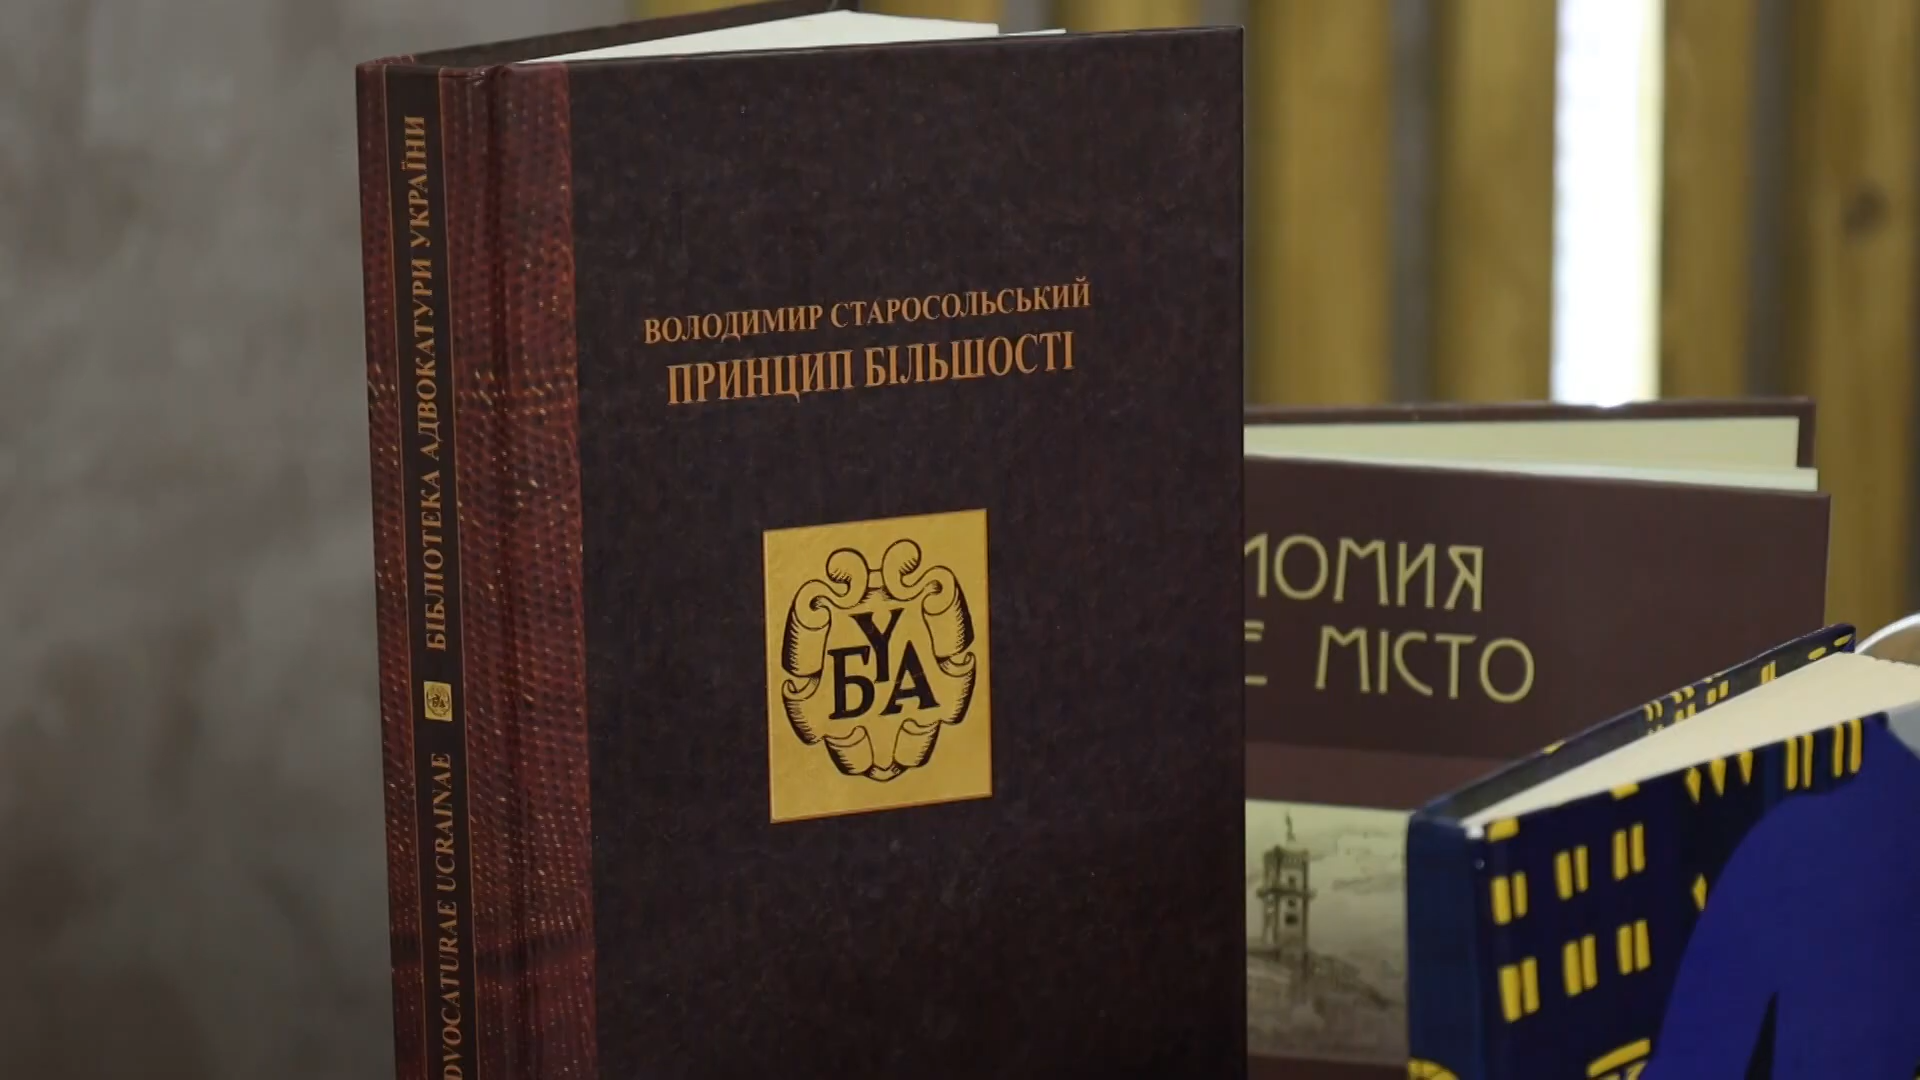 БІБЛІОТЕКА АДВОКАТУРИ УКРАЇНИ
DVOCATURAE UCRAINAE
ВОЛОДИМИР СТАРОСОЛЬСЬКИЙ
ПРИНЦИП БІЛЬШОСТІ
БУА
ОМИЯ
Е МІСТО